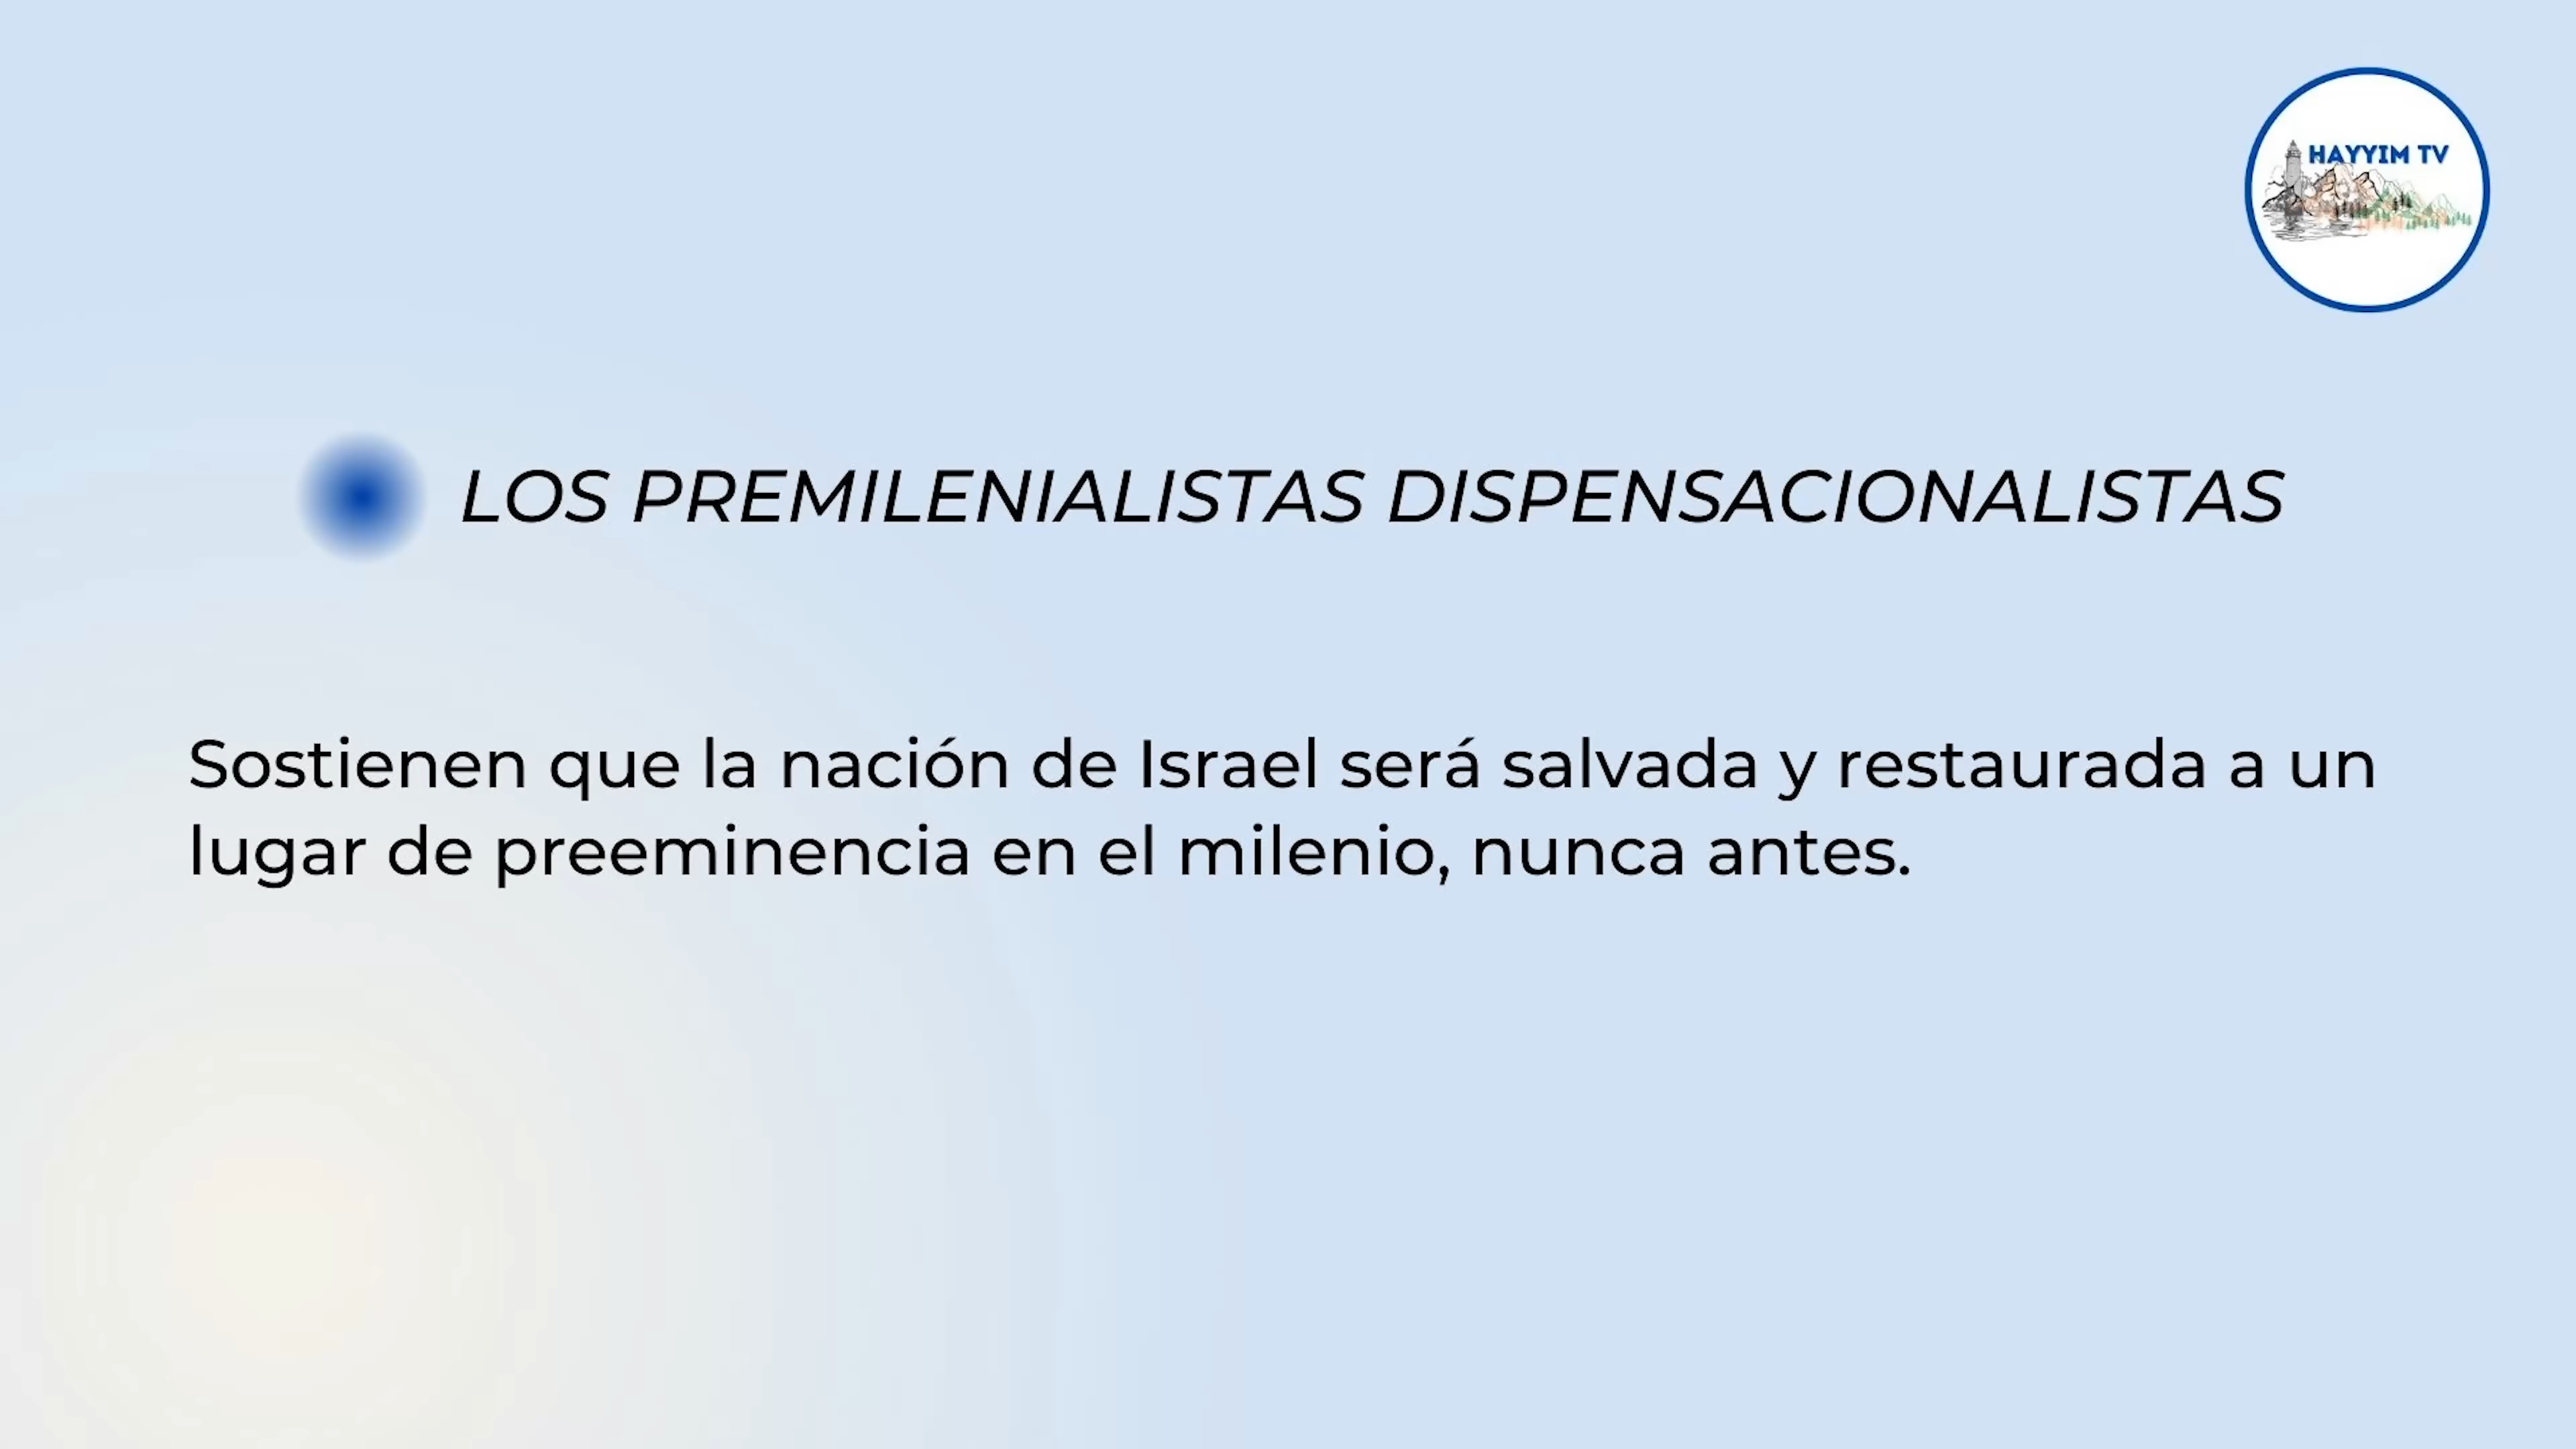 HAYYIM TV
LOS PREMILENIALISTAS DISPENSACIONALISTAS
Sostienen que la nación de Israel será salvada y restaurada a un
lugar de preeminencia en el milenio, nunca antes.